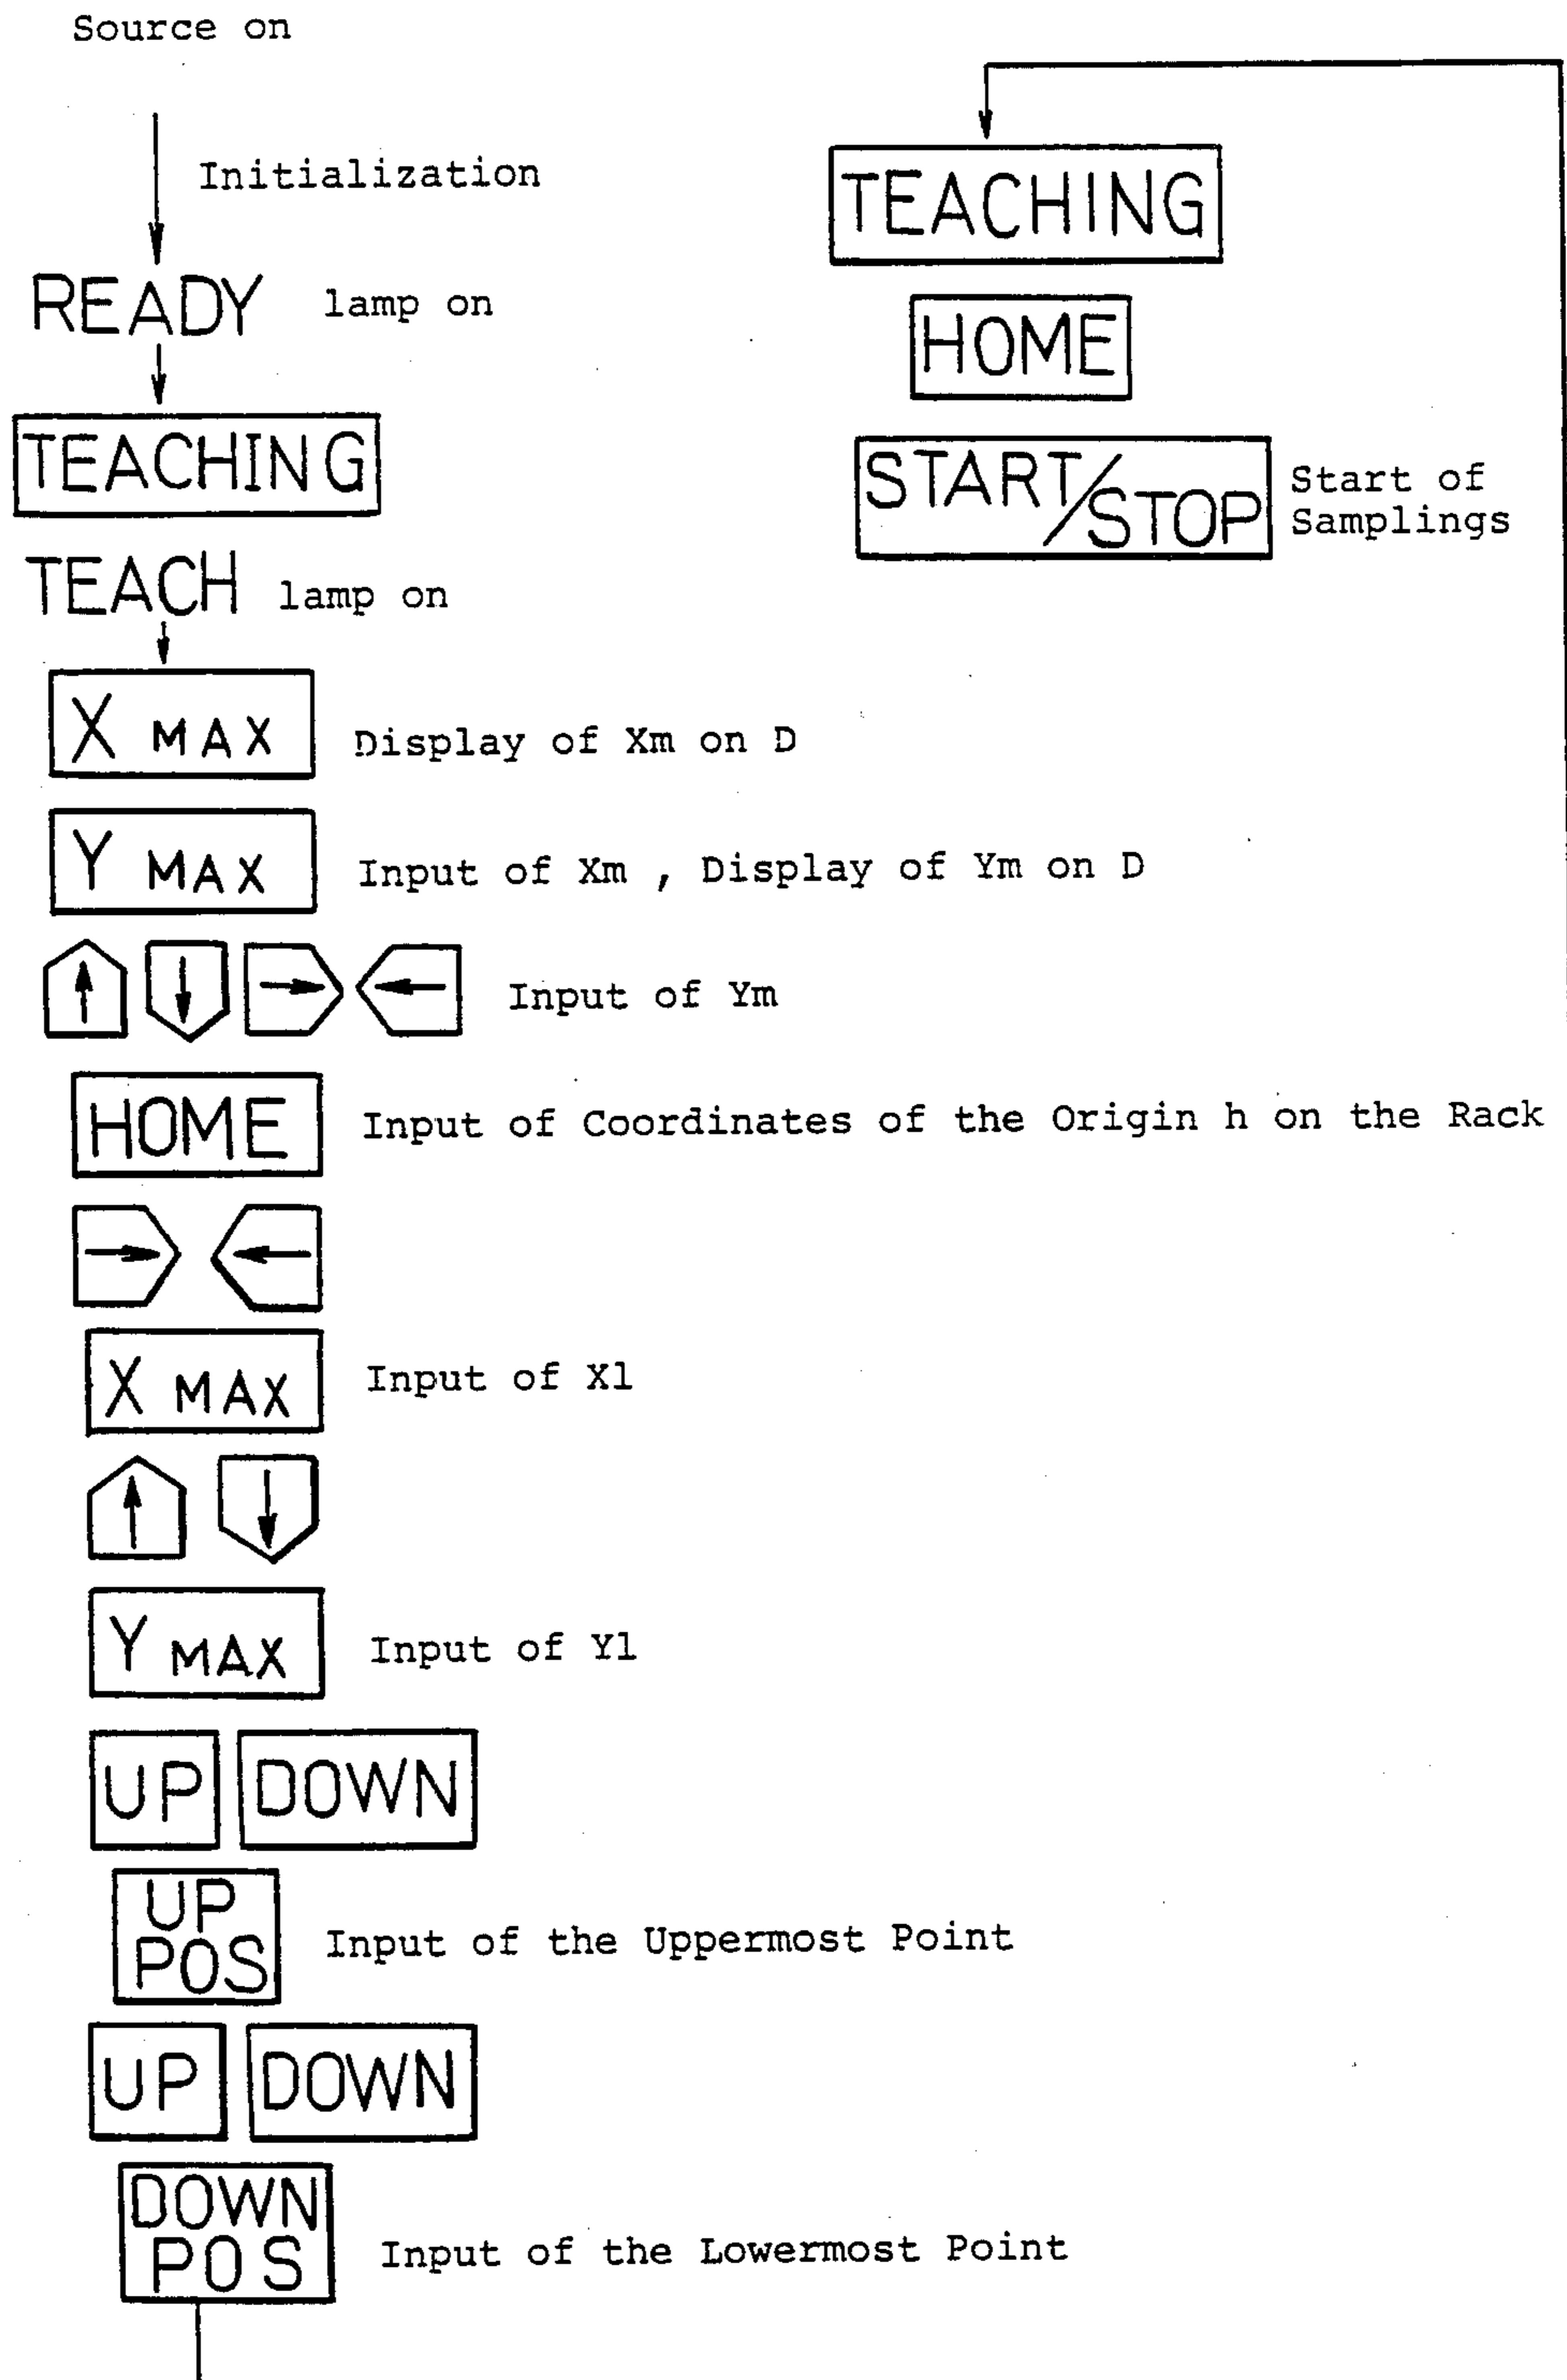 Source on
Initialization
READY lamp on
TEACHING
TEACH lamp on
X MAX Display of Xm on D
Y MAX Input of Xm , Display of Ym on D
Input of Ym
HOME Input of Coordinates of the Origin h on the Rack
X MAX Input of Xl
Y MAX Input of Yl
UP DOWN
UP
POS
Input of the Uppermost Point
UP DOWN
DOWN
POS
Input of the Lowermost Point
TEACHING
HOME
START/STOP
Start of
Samplings